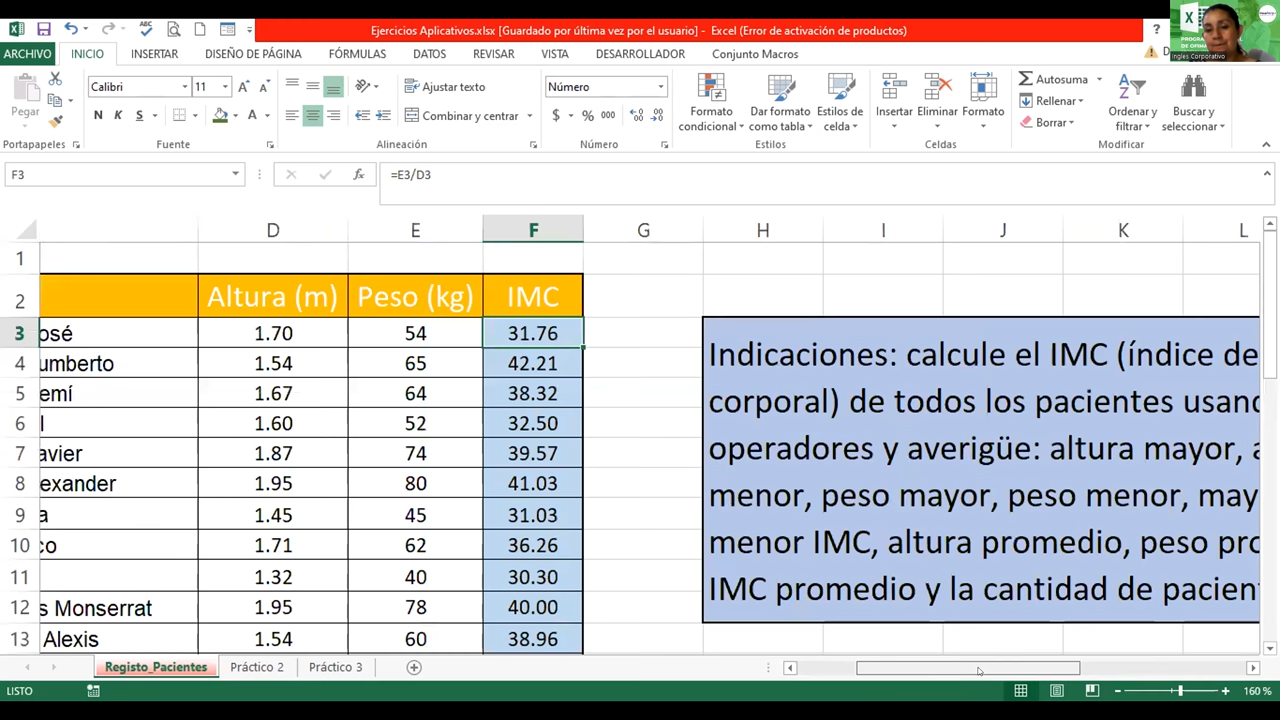 Ejercicios Aplicativos.xlsx [Guardado por última vez por el usuario] - Excel (Error de activación de productos)
?
ARCHIVO INICIO INSERTAR DISEÑO DE PÁGINA FÓRMULAS DATOS REVISAR VISTA DESARROLLADOR Conjunto Macros
Ingles Corporativo
Pegar
Calibri 11
N K S
Ajustar texto
Combinar y centrar
Número
$ % 000
Formato condicional
Dar formato como tabla
Estilos de celda
Insertar Eliminar Formato
Autosuma
Rellenar
Borrar
Ordenar y filtrar
Buscar y seleccionar
Portapapeles Fuente Alineación Número Estilos Celdas Modificar
F3 fx =E3/D3
D E F G H I J K L
1
2 Altura (m) Peso (kg) IMC
3 osé 1.70 54 31.76
4 umberto 1.54 65 42.21
5 emí 1.67 64 38.32
6 l 1.60 52 32.50
7 avier 1.87 74 39.57
8 exander 1.95 80 41.03
9 a 1.45 45 31.03
10 co 1.71 62 36.26
11 1.32 40 30.30
12 s Monserrat 1.95 78 40.00
13 Alexis 1.54 60 38.96
Indicaciones: calcule el IMC (índice de
corporal) de todos los pacientes usand
operadores y averigüe: altura mayor, a
menor, peso mayor, peso menor, may
menor IMC, altura promedio, peso pro
IMC promedio y la cantidad de pacient
Registo_Pacientes Práctico 2 Práctico 3
LISTO 160 %